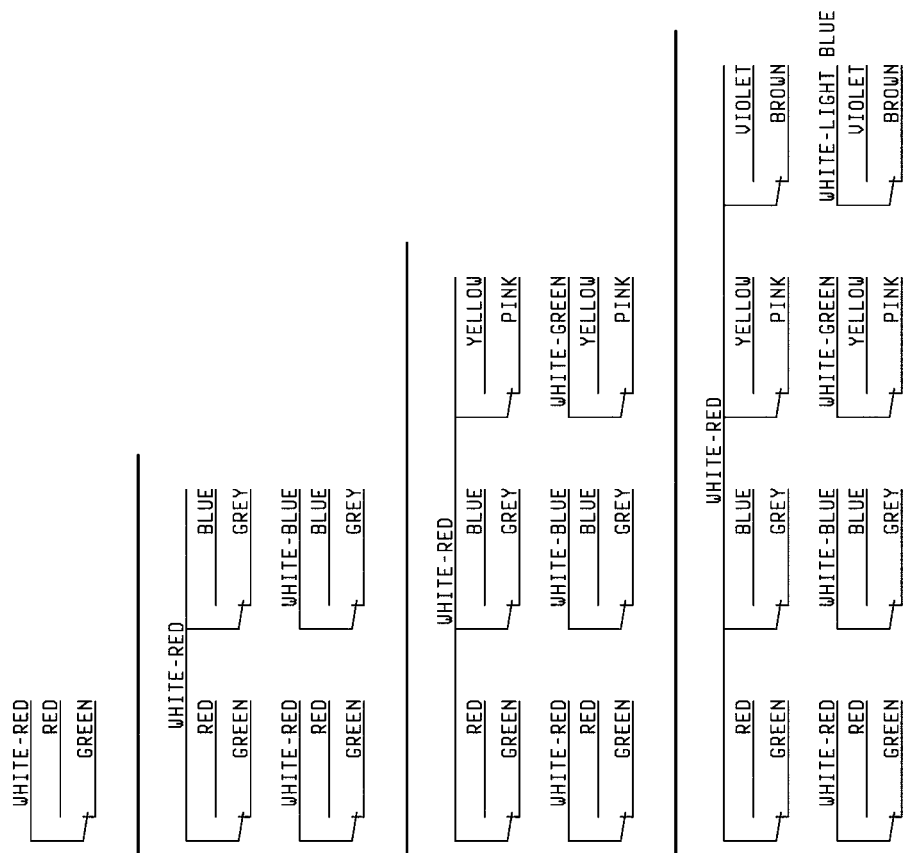 WHITE-RED
RED
GREEN
WHITE-RED
RED BLUE
GREEN GREY
WHITE-RED WHITE-BLUE
RED BLUE
GREEN GREY
WHITE-RED
RED BLUE YELLOW
GREEN GREY PINK
WHITE-RED WHITE-BLUE WHITE-GREEN
RED BLUE YELLOW
GREEN GREY PINK
WHITE-RED
RED BLUE YELLOW VIOLET
GREEN GREY PINK BROWN
WHITE-RED WHITE-BLUE WHITE-GREEN WHITE-LIGHT BLUE
RED BLUE YELLOW VIOLET
GREEN GREY PINK BROWN